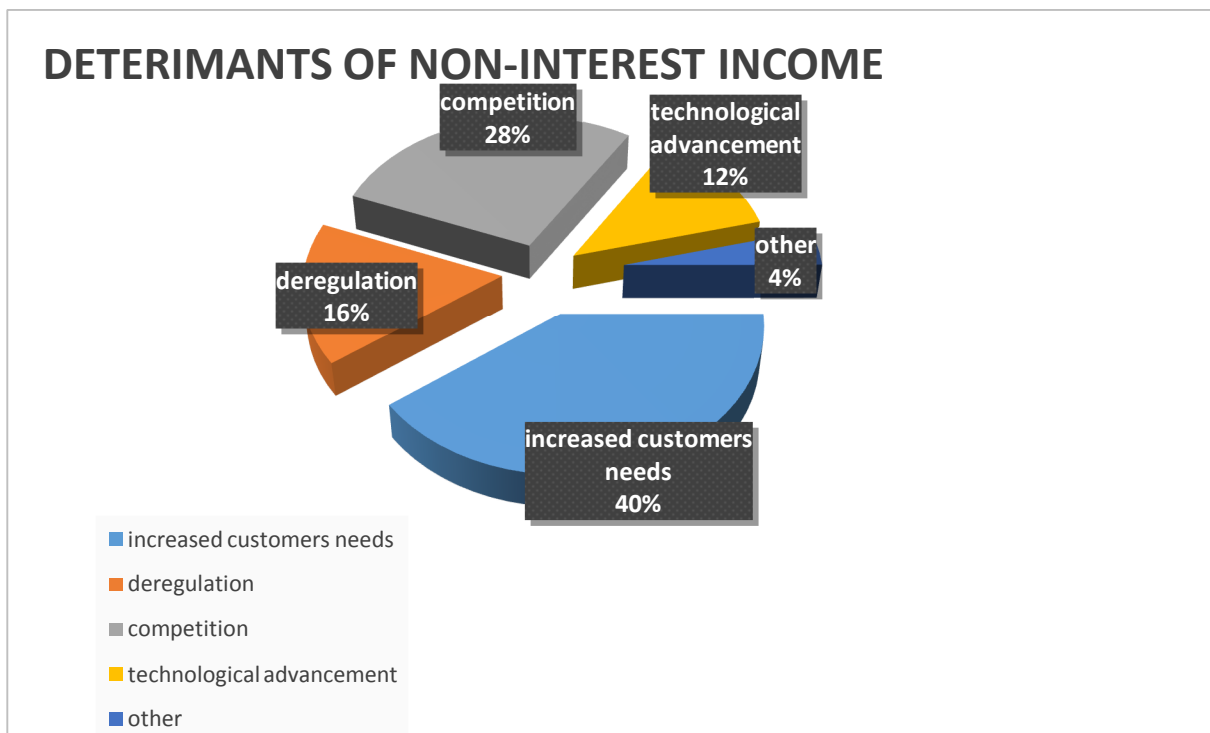 DETERIMANTS OF NON-INTEREST INCOME
competition
28%
technological
advancement
12%
other
4%
deregulation
16%
increased customers
needs
40%
increased customers needs
deregulation
competition
technological advancement
other